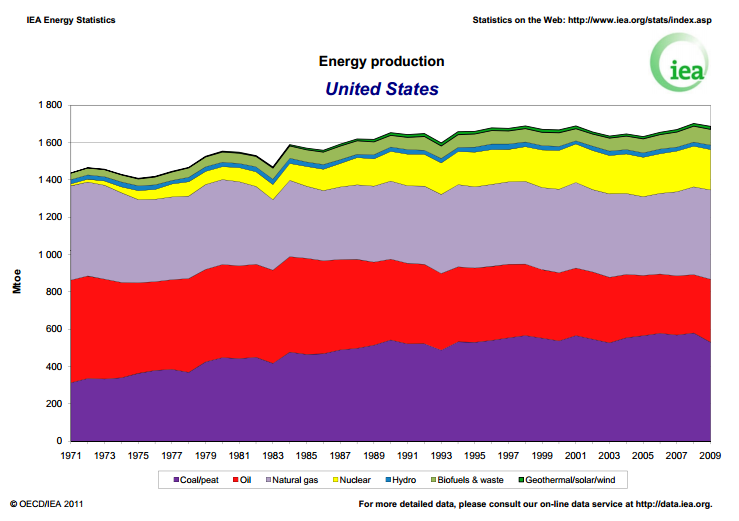 IEA Energy Statistics
Statistics on the Web: http://www.iea.org/stats/index.asp
Energy production
United States
iea
1 800
1 600
1 400
1 200
1 000
800
600
400
200
0
Mtoe
1971 1973 1975 1977 1979 1981 1983 1985 1987 1989 1991 1993 1995 1997 1999 2001 2003 2005 2007 2009
Coal/peat Oil Natural gas Nuclear Hydro Biofuels & waste Geothermal/solar/wind
© OECD/IEA 2011
For more detailed data, please consult our on-line data service at http://data.iea.org.